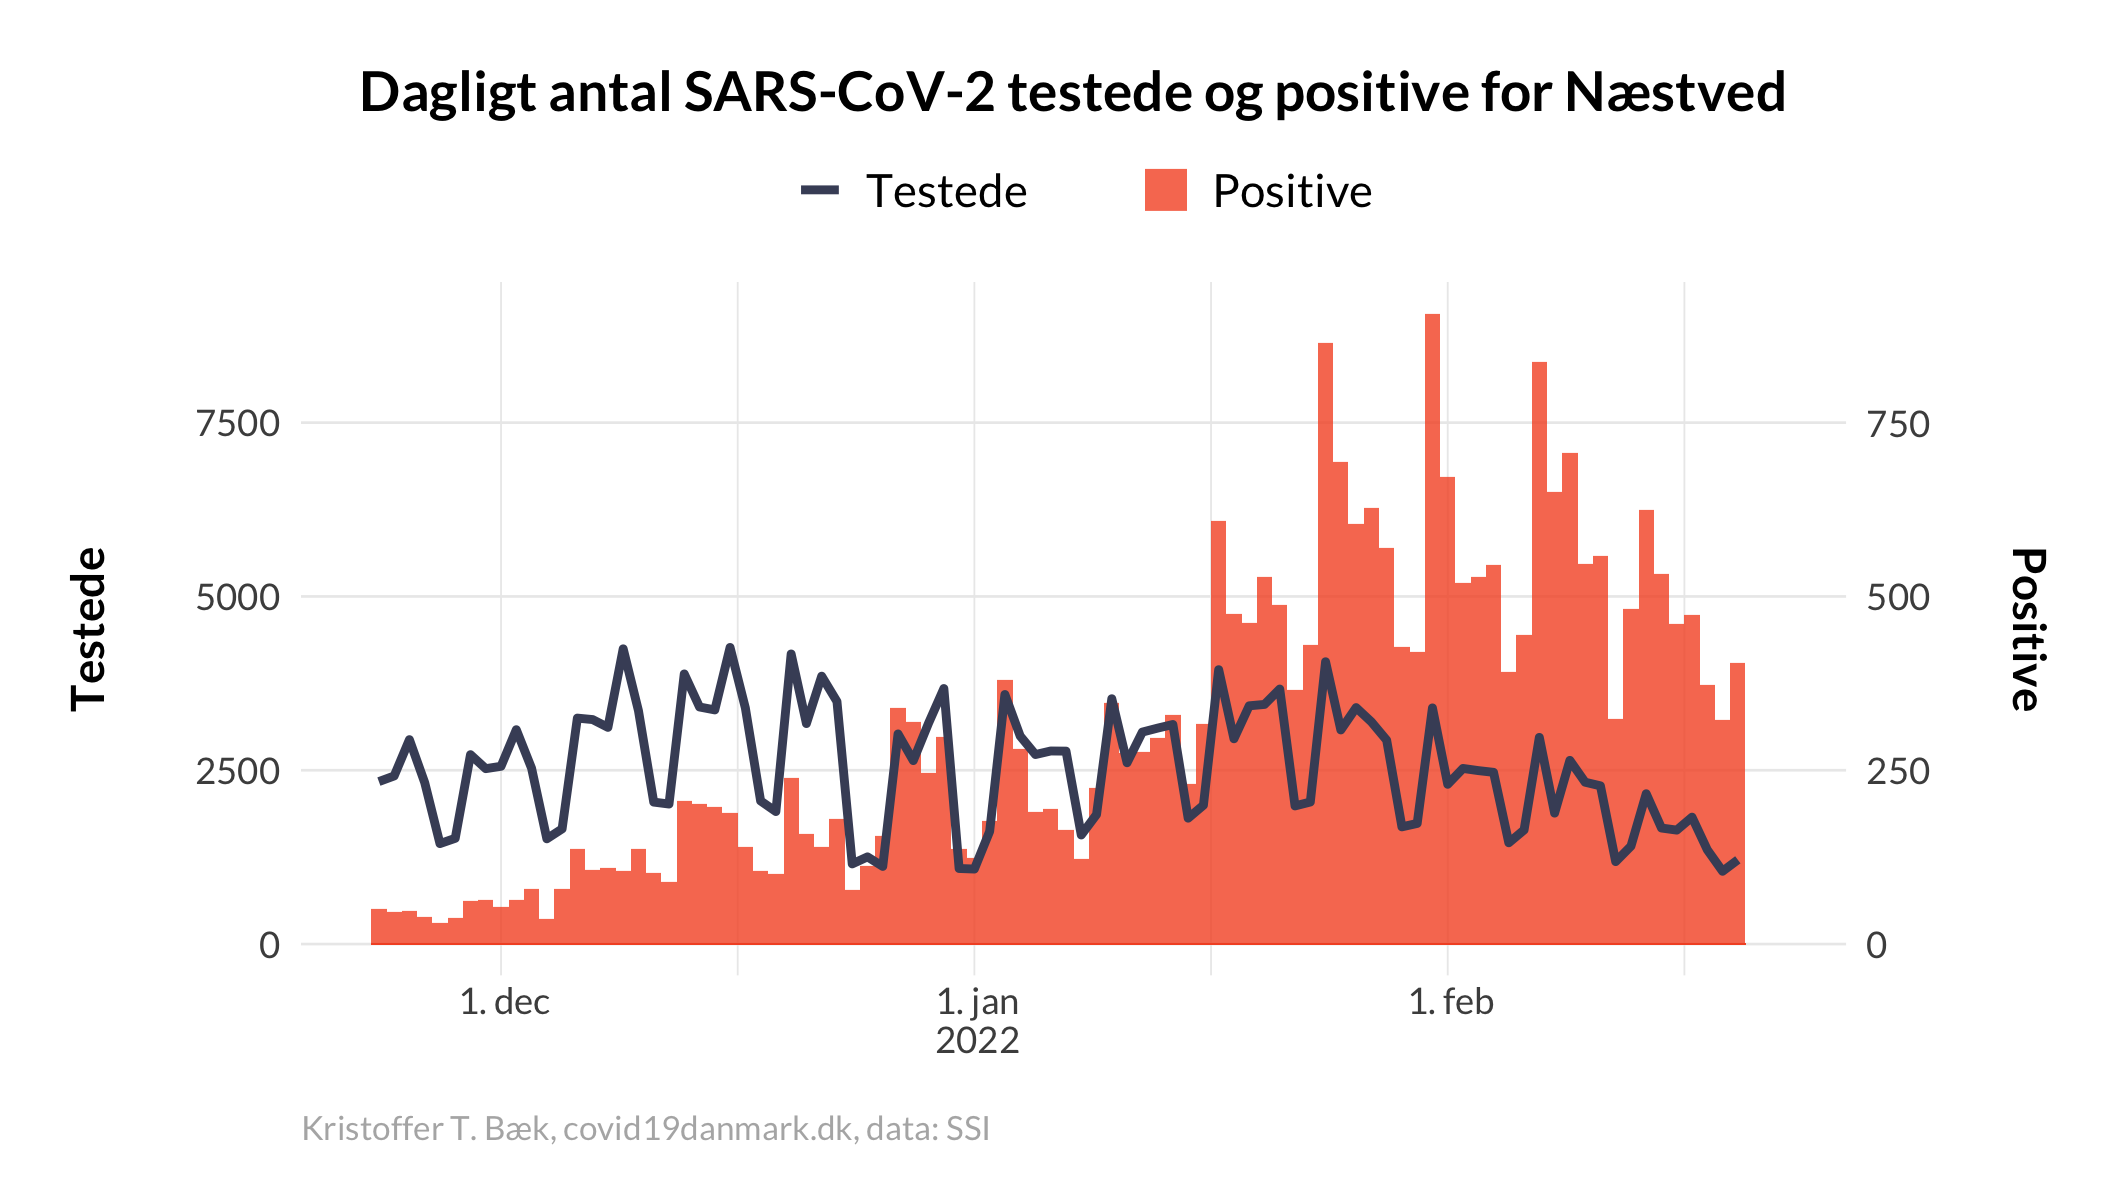 Dagligt antal SARS-CoV-2 testede og positive for Næstved
Testede
Positive
Testede
7500
5000
2500
0
750
500
250
0
Positive
1. dec
1. jan
2022
1. feb
Kristoffer T. Bæk, covid19danmark.dk, data: SSI